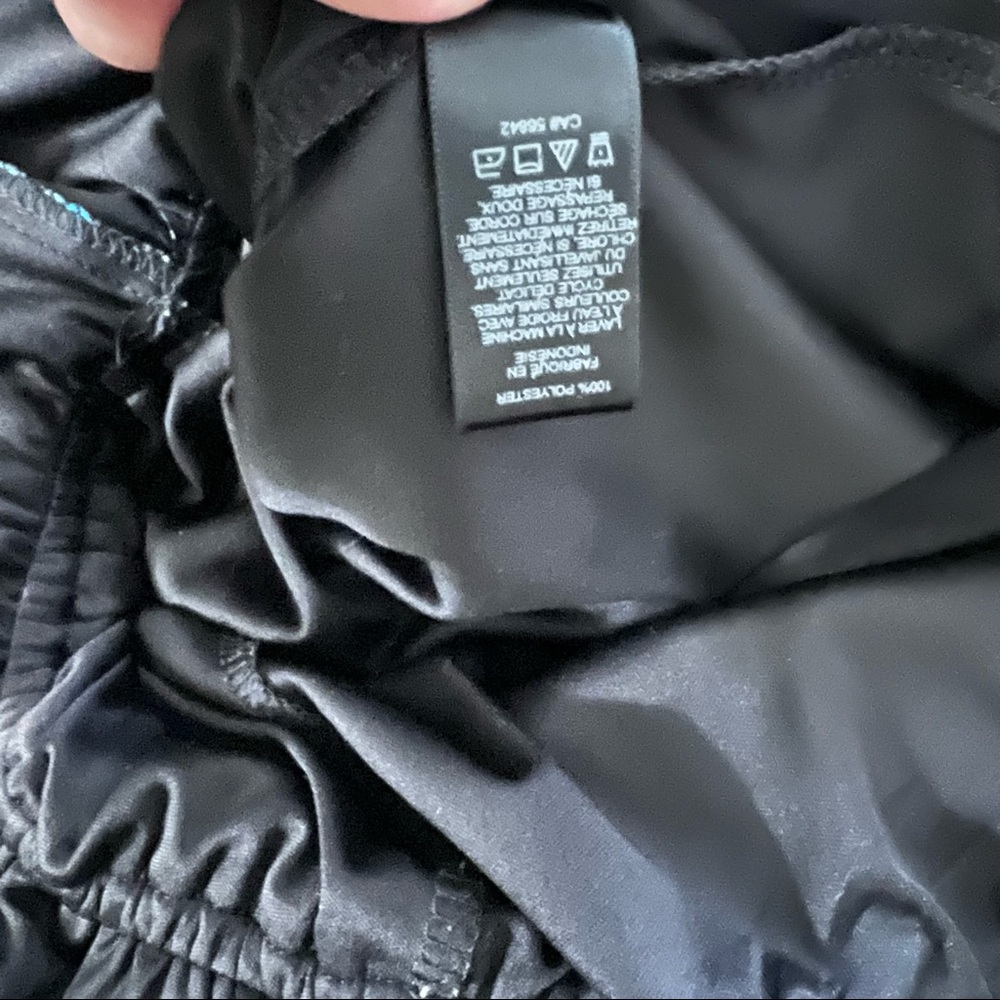 100% POLYESTER
FABRIQUÉ EN
INDONÉSIE
LAVER À LA MACHINE
À L'EAU FROIDE AVEC
COULEURS SIMILAIRES.
CYCLE DÉLICAT.
UTILISEZ SEULEMENT
DU JAVELLISANT SANS
CHLORE, SI NÉCESSAIRE.
RETIREZ IMMÉDIATEMENT.
SÉCHAGE SUR CORDE.
REPASSAGE DOUX,
SI NÉCESSAIRE.
CA# 56842